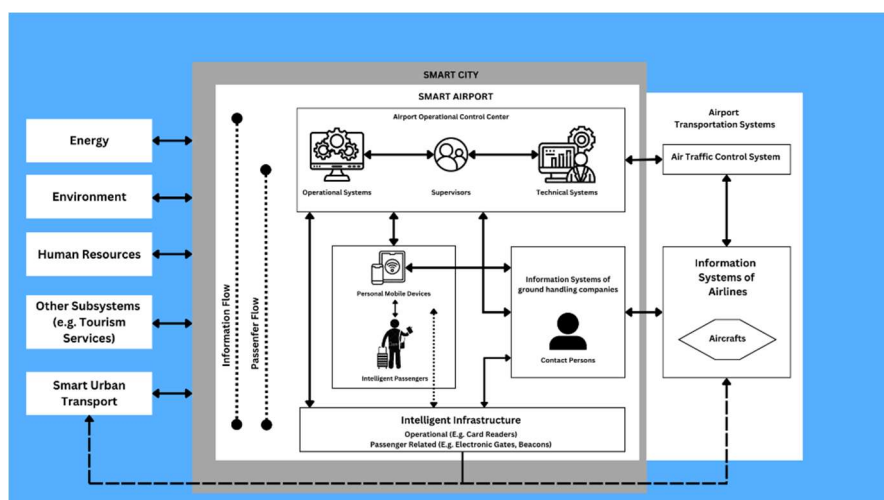 SMART CITY
SMART AIRPORT
Airport Operational Control Center
Operational Systems
Supervisors
Technical Systems
Airport
Transportation Systems
Air Traffic Control System
Energy
Environment
Human Resources
Other Subsystems
(e.g. Tourism
Services)
Smart Urban
Transport
Information Flow
Passenfer Flow
Personal Mobile Devices
Intelligent Passengers
Information Systems of
ground handling companies
Contact Persons
Information
Systems of
Airlines
Aircrafts
Intelligent Infrastructure
Operational (E.g. Card Readers)
Passenger Related (E.g. Electronic Gates, Beacons)